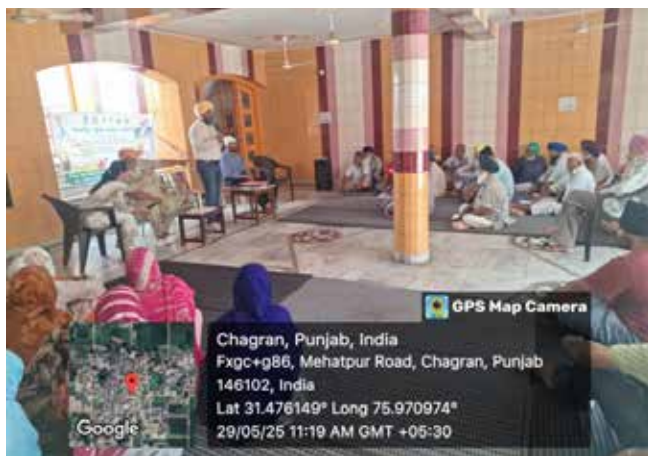 GPS Map Camera
Chagran, Punjab, India
Fxgc+g86, Mehatpur Road, Chagran, Punjab
146102, India
Lat 31.476149° Long 75.970974°
29/05/25 11:19 AM GMT +05:30
Google